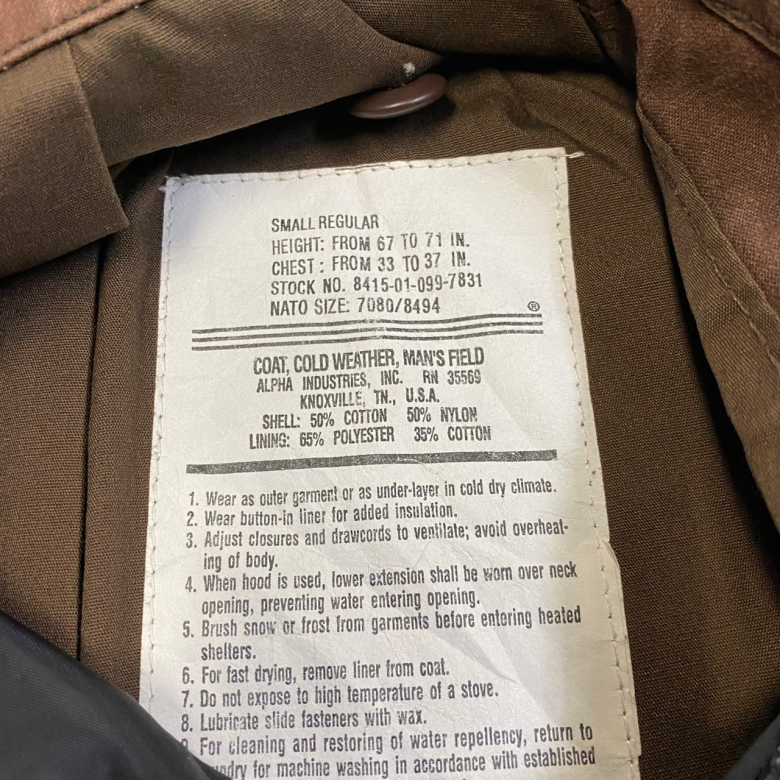 SMALL REGULAR
HEIGHT: FROM 67 TO 71 IN.
CHEST : FROM 33 TO 37 IN.
STOCK NO. 8415-01-099-7831
NATO SIZE: 7080/8494
®
COAT, COLD WEATHER, MAN'S FIELD
ALPHA INDUSTRIES, INC. RN 35569
KNOXVILLE, TN., U.S.A.
SHELL: 50% COTTON 50% NYLON
LINING: 65% POLYESTER 35% COTTON
1. Wear as outer garment or as under-layer in cold dry climate.
2. Wear button-in liner for added insulation.
3. Adjust closures and drawcords to ventilate; avoid overheat-
ing of body.
4. When hood is used, lower extension shall be worn over neck
opening, preventing water entering opening.
5. Brush snow or frost from garments before entering heated
shelters.
6. For fast drying, remove liner from coat.
7. Do not expose to high temperature of a stove.
8. Lubricate slide fasteners with wax.
9. For cleaning and restoring of water repellency, return to
for machine washing in accordance with established